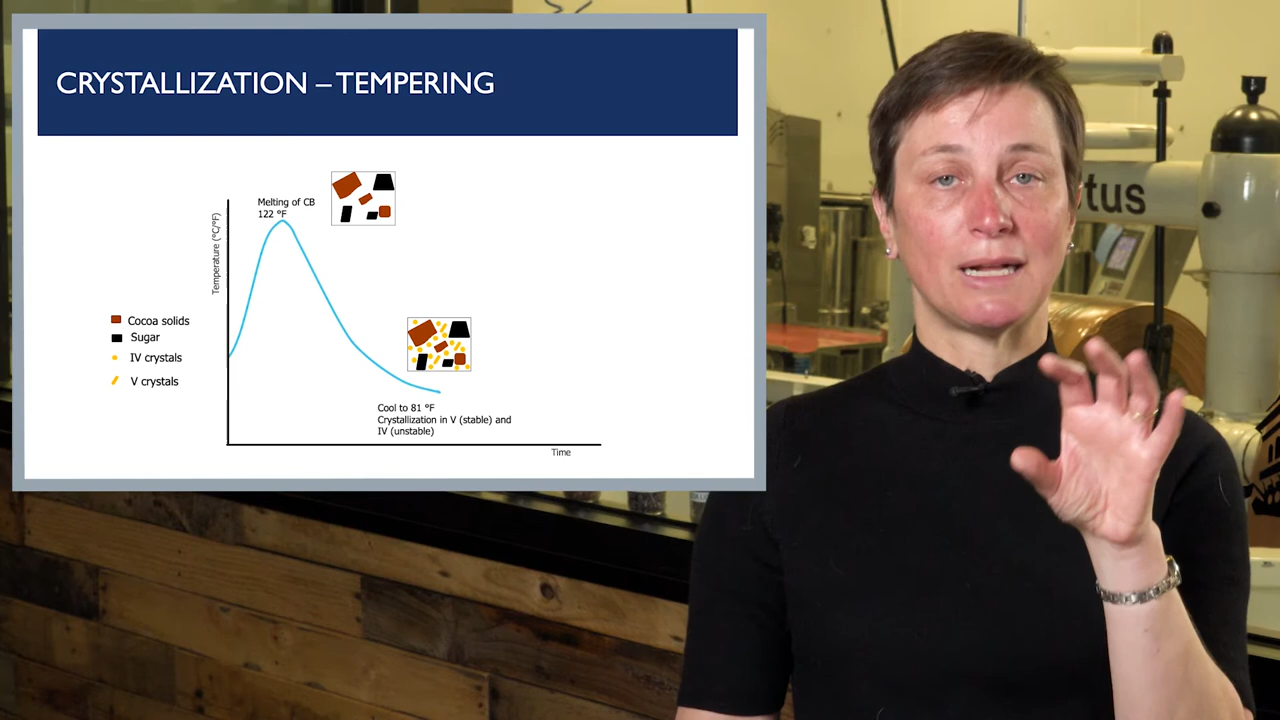 CRYSTALLIZATION – TEMPERING
Melting of CB
122 °F
Temperature (°C/°F)
Cocoa solids
Sugar
IV crystals
V crystals
Cool to 81 °F
Crystallization in V (stable) and
IV (unstable)
Time
tus